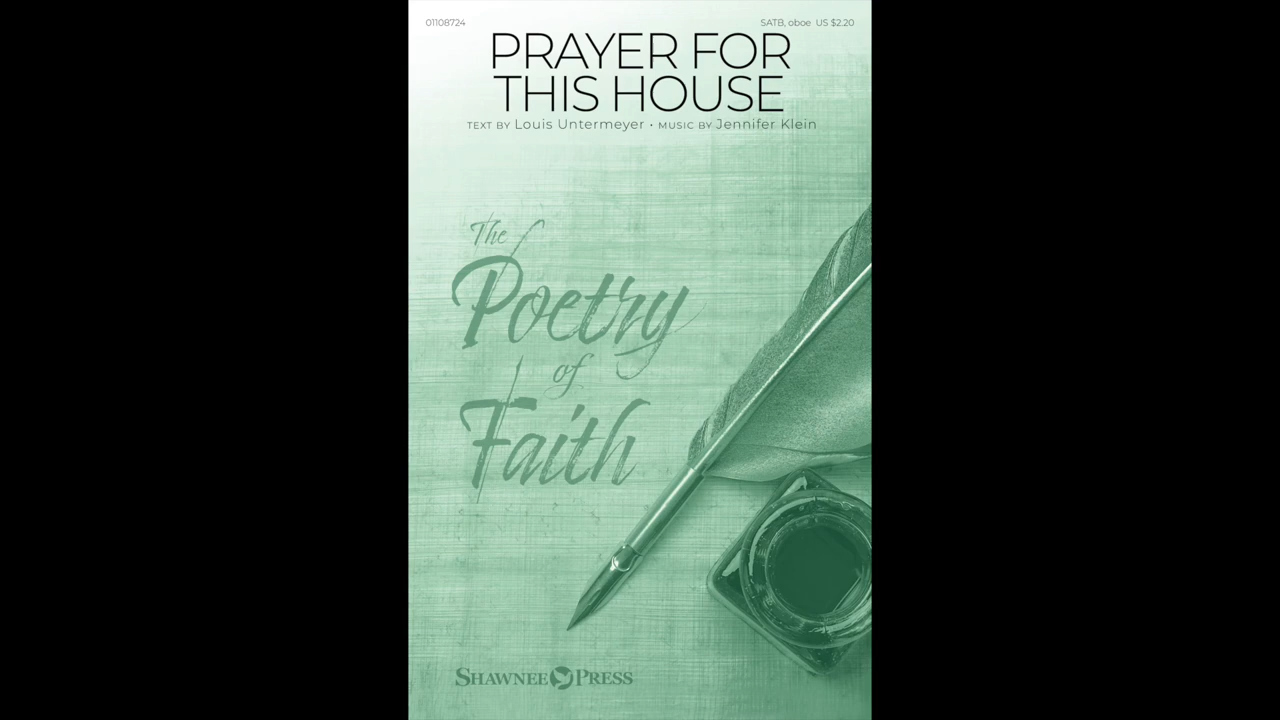 01108724
SATB, oboe US $2.20
PRAYER FOR
THIS HOUSE
TEXT BY Louis Untermeyer • MUSIC BY Jennifer Klein
The
Poetry
of
Faith
SHAWNEE PRESS